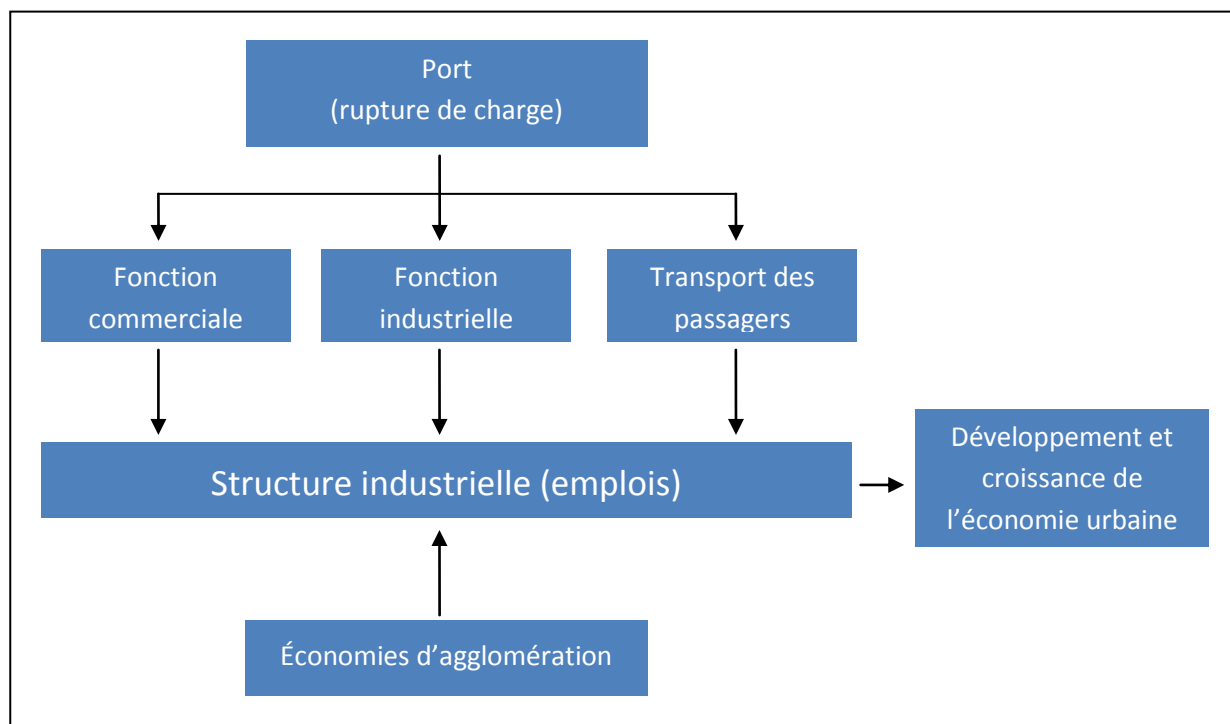 Port
(rupture de charge)
Fonction
commerciale
Fonction
industrielle
Transport des
passagers
Structure industrielle (emplois)
Développement et
croissance de
l’économie urbaine
Économies d’agglomération